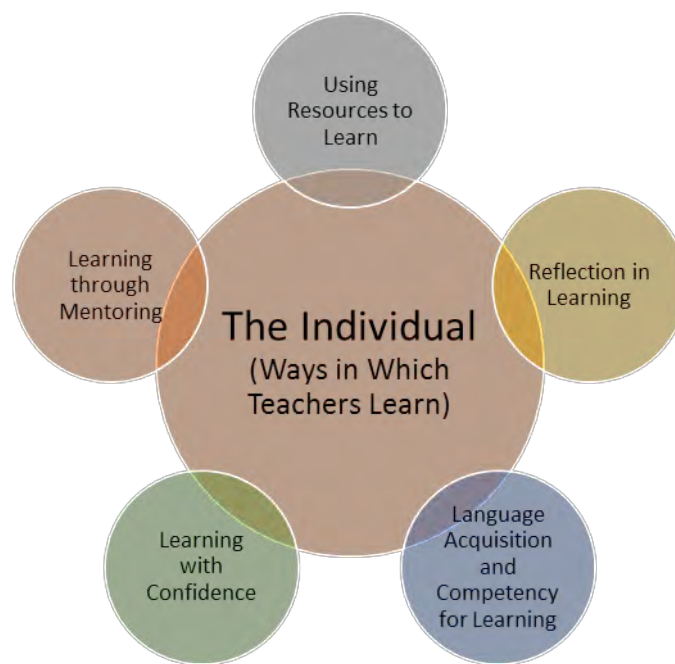 Using
Resources to
Learn
Learning
through
Mentoring
Reflection in
Learning
The Individual
(Ways in Which
Teachers Learn)
Learning
with
Confidence
Language
Acquisition
and
Competency
for Learning